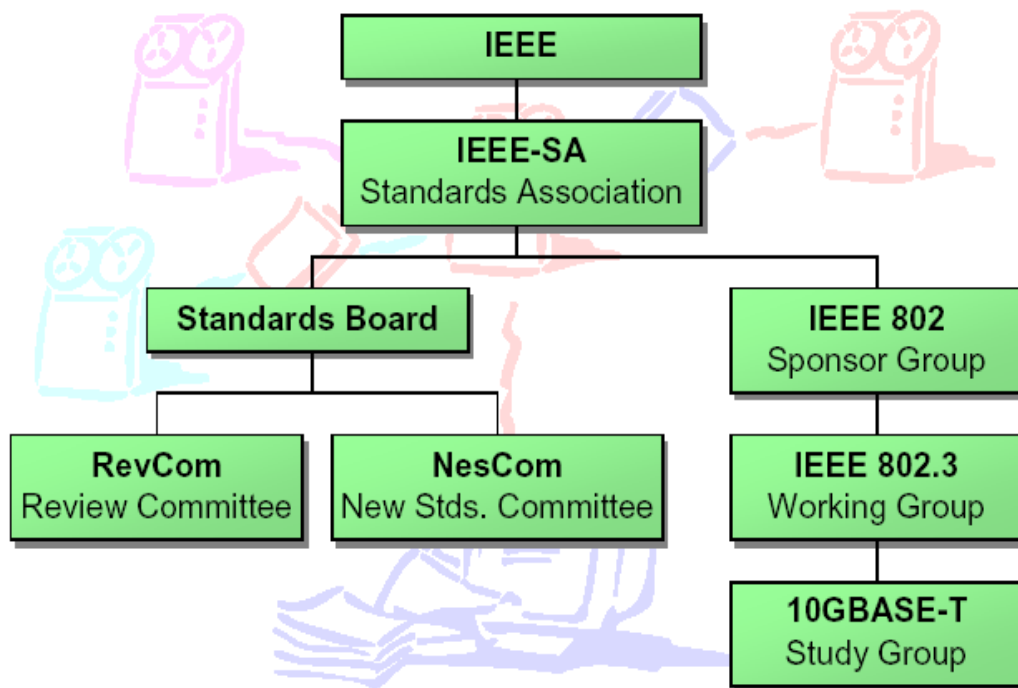 IEEE
IEEE-SA
Standards Association
Standards Board
IEEE 802
Sponsor Group
RevCom
Review Committee
NesCom
New Stds. Committee
IEEE 802.3
Working Group
10GBASE-T
Study Group